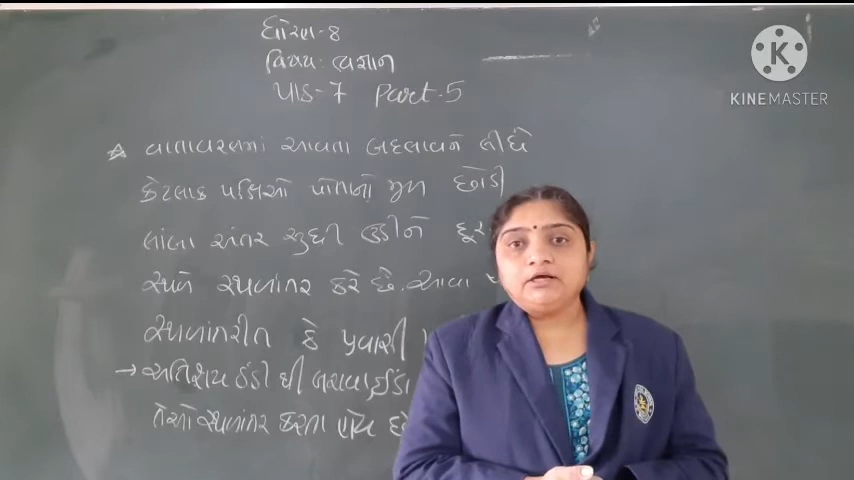 ધોરણ-8
વિષય: વિજ્ઞાન
પાઠ-7 Part-5
KINEMASTER
☆ વાતાવરણમાં આવતા બદલાવને લીધે
કેટલાક પક્ષિઓ પોતાનો મૂળ છોડી
લાંબા અંતર સુધી ઉડીને દૂર
સ્થળાંતર કરે છે. આવા
સ્થળાંતરીત કે પ્રવાસી
→ અતિશય ઠંડી થી બચવા ઈંડા
તેઓ સ્થળાંતર કરતા હોય છે